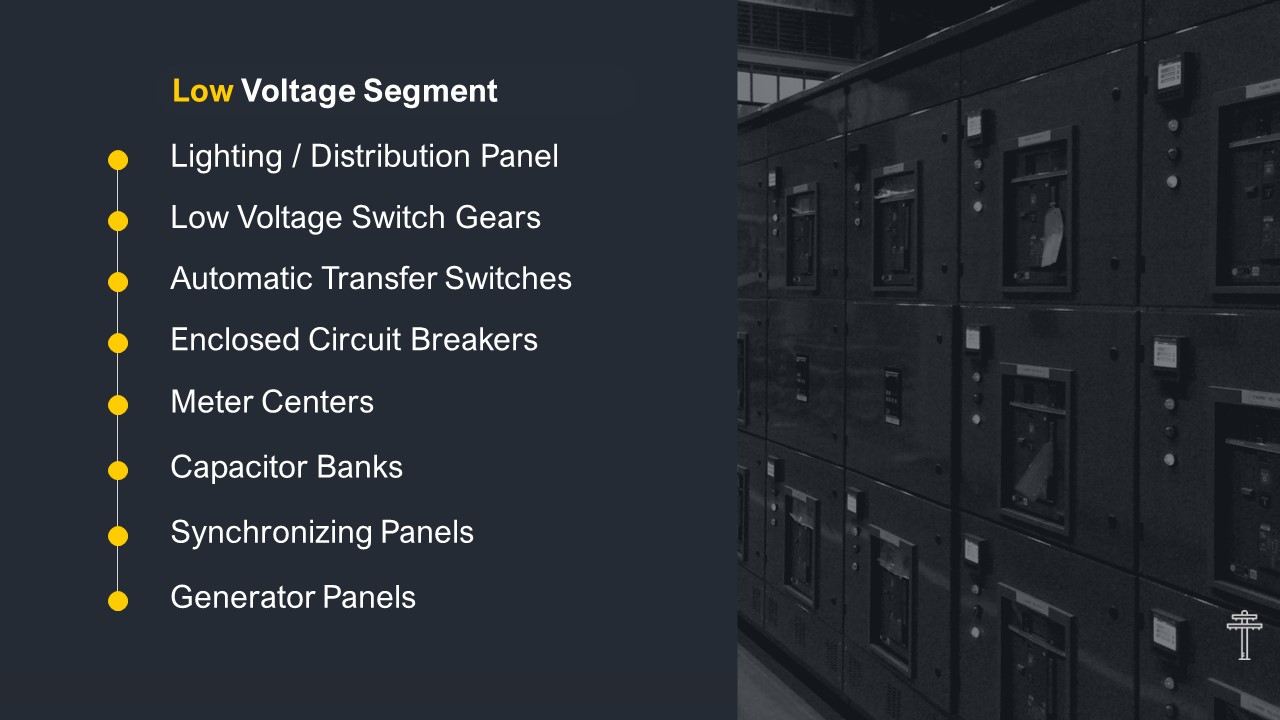 Low Voltage Segment
Lighting / Distribution Panel
Low Voltage Switch Gears
Automatic Transfer Switches
Enclosed Circuit Breakers
Meter Centers
Capacitor Banks
Synchronizing Panels
Generator Panels